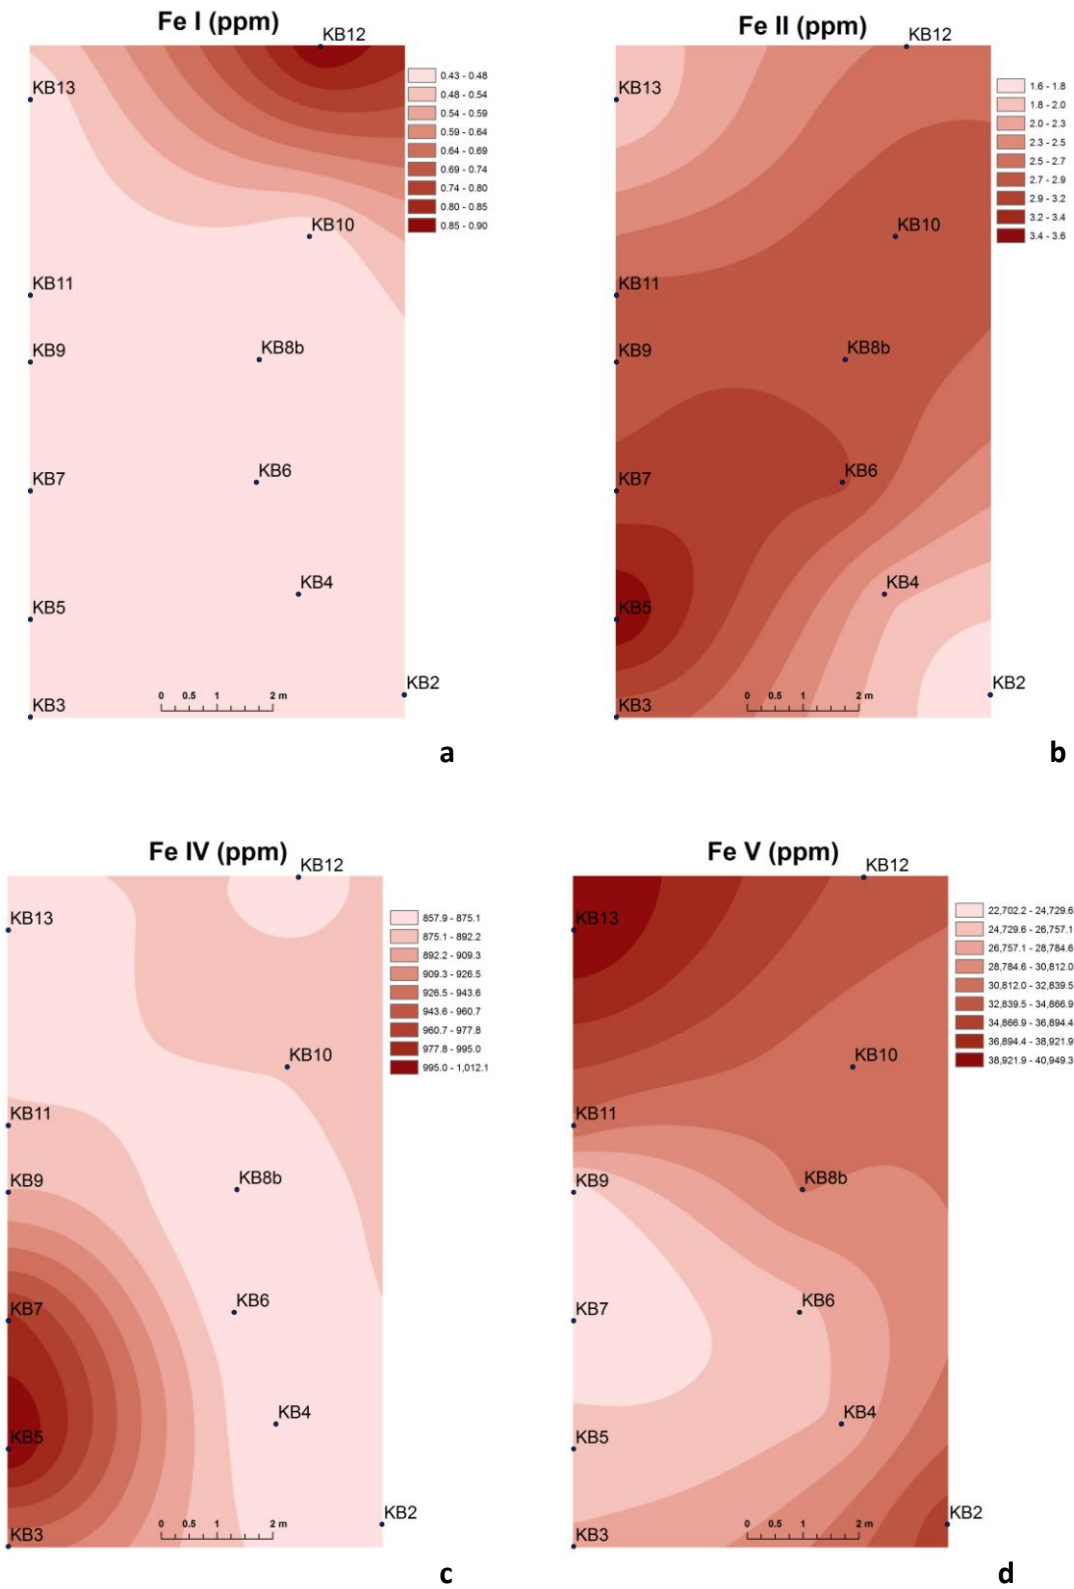 Fe I (ppm)
KB12
KB13
0.43 - 0.48
0.48 - 0.54
0.54 - 0.59
0.59 - 0.64
0.64 - 0.69
0.69 - 0.74
0.74 - 0.80
0.80 - 0.85
0.85 - 0.90
KB10
KB11
KB9
KB8b
KB7
KB6
KB4
KB5
KB2
KB3
0 0.5 1 2 m
a
Fe II (ppm)
KB12
KB13
1.6 - 1.8
1.8 - 2.0
2.0 - 2.3
2.3 - 2.5
2.5 - 2.7
2.7 - 2.9
2.9 - 3.2
3.2 - 3.4
3.4 - 3.6
KB10
KB11
KB9
KB8b
KB7
KB6
KB4
KB5
KB2
KB3
0 0.5 1 2 m
b
Fe IV (ppm)
KB12
KB13
857.9 - 875.1
875.1 - 892.2
892.2 - 909.3
909.3 - 926.5
926.5 - 943.6
943.6 - 960.7
960.7 - 977.8
977.8 - 995.0
995.0 - 1,012.1
KB10
KB11
KB9
KB8b
KB7
KB6
KB4
KB5
KB2
KB3
0 0.5 1 2 m
c
Fe V (ppm)
KB12
KB13
22,702.2 - 24,729.6
24,729.6 - 26,757.1
26,757.1 - 28,784.6
28,784.6 - 30,812.0
30,812.0 - 32,839.5
32,839.5 - 34,866.9
34,866.9 - 36,894.4
36,894.4 - 38,921.9
38,921.9 - 40,949.3
KB10
KB11
KB9
KB8b
KB7
KB6
KB4
KB5
KB2
KB3
0 0.5 1 2 m
d